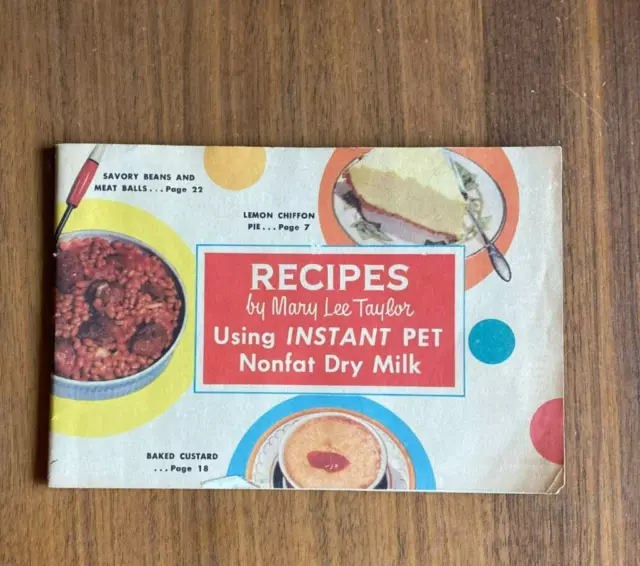 SAVORY BEANS AND
MEAT BALLS...Page 22
LEMON CHIFFON
PIE...Page 7
RECIPES
by Mary Lee Taylor
Using INSTANT PET
Nonfat Dry Milk
BAKED CUSTARD
...Page 18